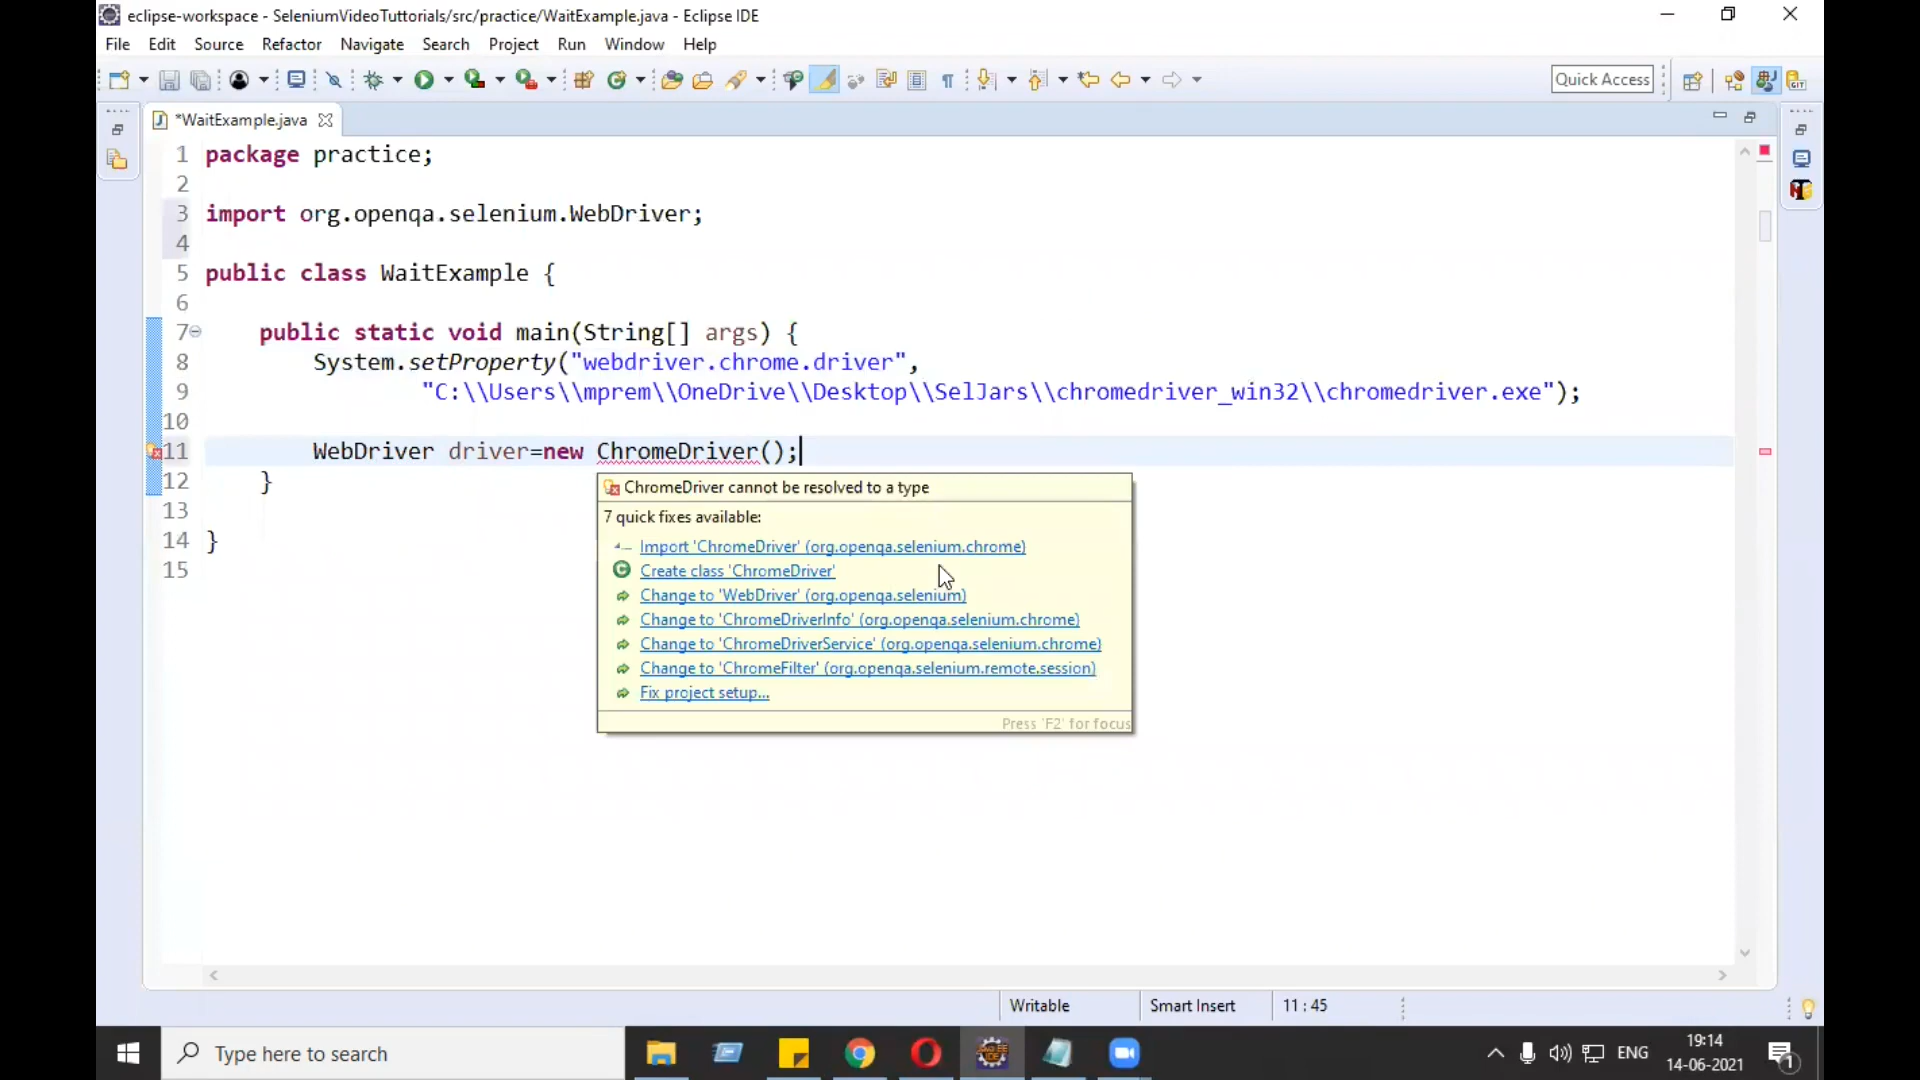 eclipse-workspace - SeleniumVideoTuttorials/src/practice/WaitExample.java - Eclipse IDE
File Edit Source Refactor Navigate Search Project Run Window Help
Quick Access
*WaitExample.java
1 package practice;
2
3 import org.openqa.selenium.WebDriver;
4
5 public class WaitExample {
6
7 public static void main(String[] args) {
8 System.setProperty("webdriver.chrome.driver",
9 "C:\\Users\\mprem\\OneDrive\\Desktop\\SelJars\\chromedriver_win32\\chromedriver.exe");
10
11 WebDriver driver=new ChromeDriver();
12 }
13
14 }
15
ChromeDriver cannot be resolved to a type
7 quick fixes available:
Import 'ChromeDriver' (org.openqa.selenium.chrome)
Create class 'ChromeDriver'
Change to 'WebDriver' (org.openqa.selenium)
Change to 'ChromeDriverInfo' (org.openqa.selenium.chrome)
Change to 'ChromeDriverService' (org.openqa.selenium.chrome)
Change to 'ChromeFilter' (org.openqa.selenium.remote.session)
Fix project setup...
Press 'F2' for focus
Writable Smart Insert 11 : 45
Type here to search
ENG
19:14
14-06-2021
1